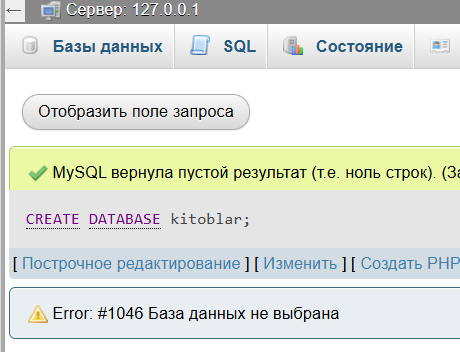 Сервер: 127.0.0.1
Базы данных SQL Состояние
Отобразить поле запроса
MySQL вернула пустой результат (т.е. ноль строк).
CREATE DATABASE kitoblar;
[ Построчное редактирование ] [ Изменить ] [ Создать PHP
Error: #1046 База данных не выбрана